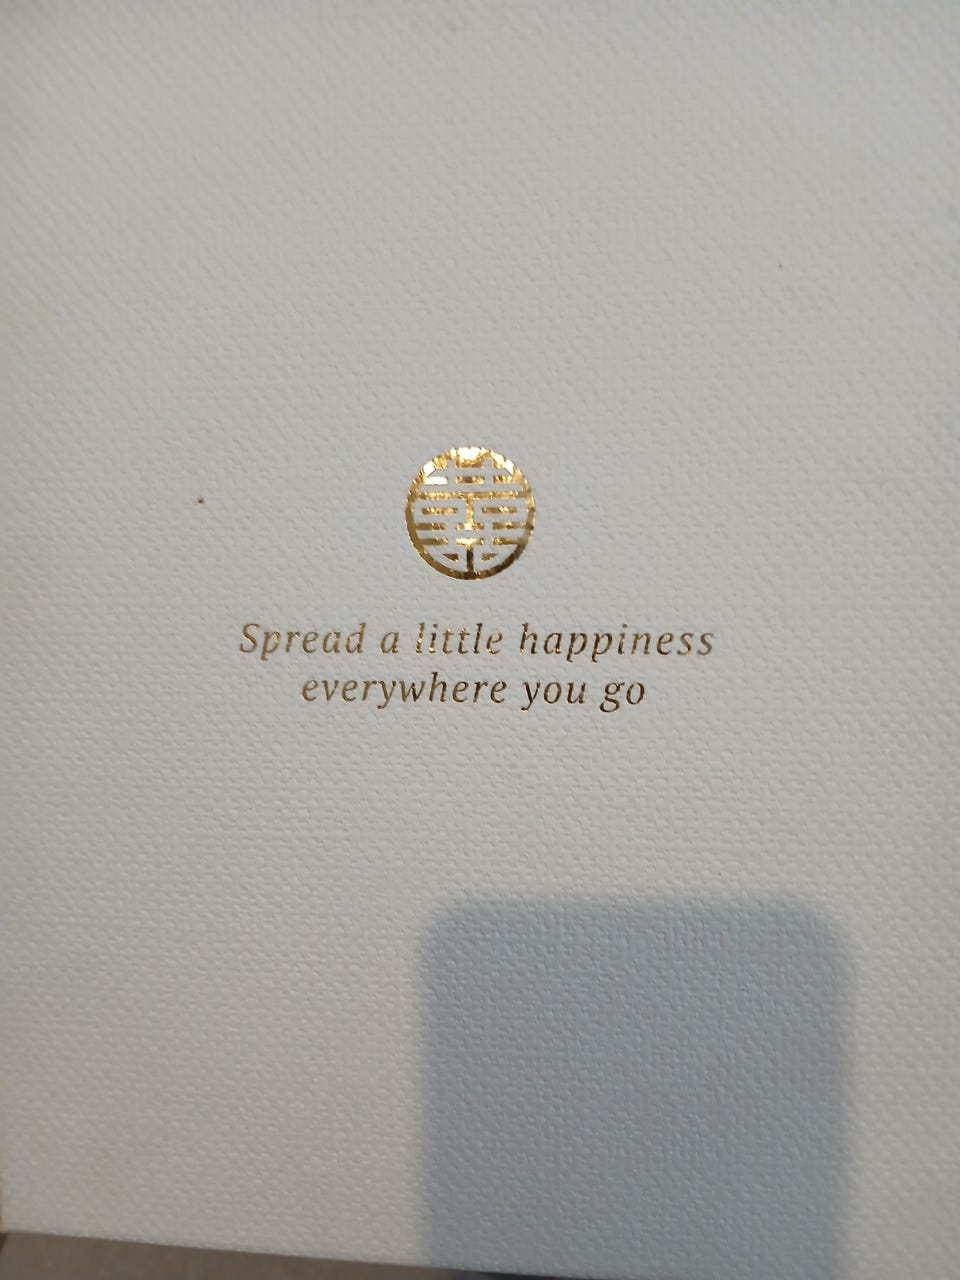 Spread a little happiness
everywhere you go